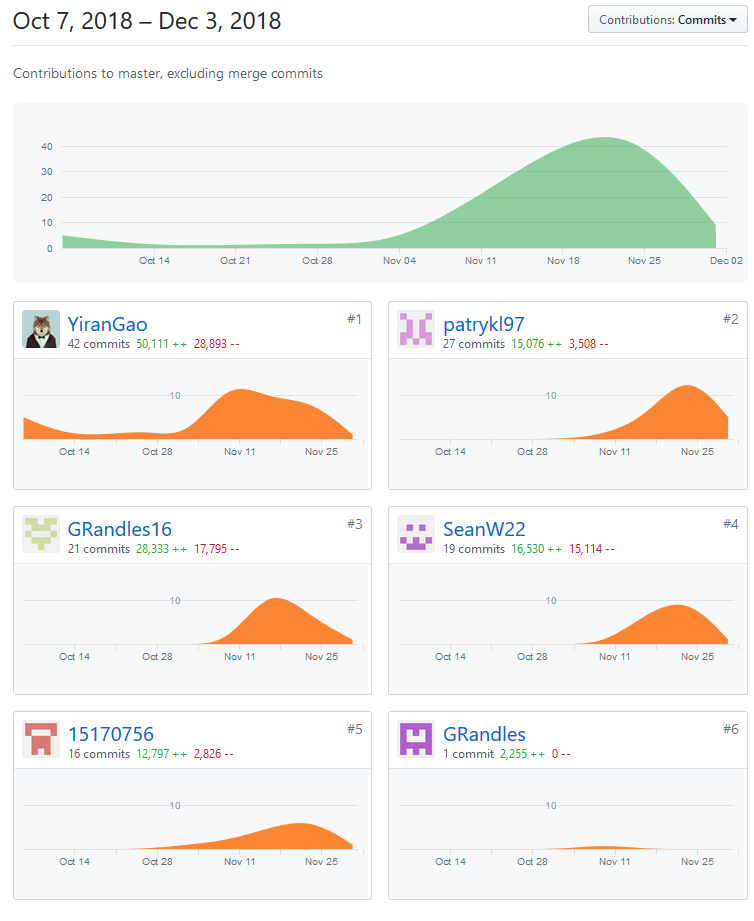 Oct 7, 2018 – Dec 3, 2018
Contributions: Commits
Contributions to master, excluding merge commits
40
30
20
10
0
Oct 14 Oct 21 Oct 28 Nov 04 Nov 11 Nov 18 Nov 25 Dec 02
YiranGao #1
42 commits 50,111 ++ 28,893 --
10
Oct 14 Oct 28 Nov 11 Nov 25
patrykl97 #2
27 commits 15,076 ++ 3,508 --
10
Oct 14 Oct 28 Nov 11 Nov 25
GRandles16 #3
21 commits 28,333 ++ 17,795 --
10
Oct 14 Oct 28 Nov 11 Nov 25
SeanW22 #4
19 commits 16,530 ++ 15,114 --
10
Oct 14 Oct 28 Nov 11 Nov 25
15170756 #5
16 commits 12,797 ++ 2,826 --
10
Oct 14 Oct 28 Nov 11 Nov 25
GRandles #6
1 commit 2,255 ++ 0 --
10
Oct 14 Oct 28 Nov 11 Nov 25